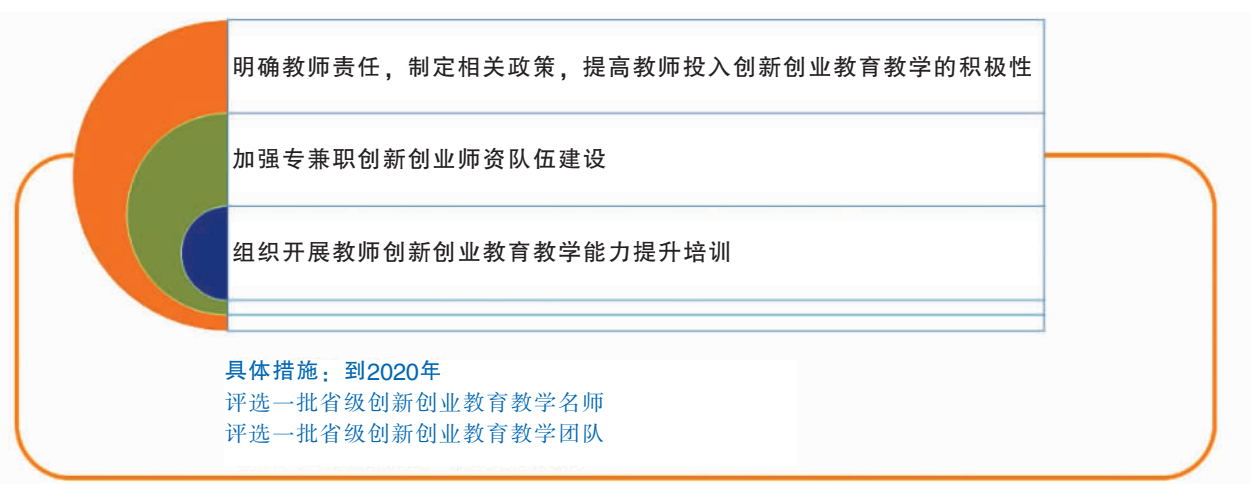 明确教师责任，制定相关政策，提高教师投入创新创业教育教学的积极性
加强专兼职创新创业师资队伍建设
组织开展教师创新创业教育教学能力提升培训
具体措施：到2020年
评选一批省级创新创业教育教学名师
评选一批省级创新创业教育教学团队